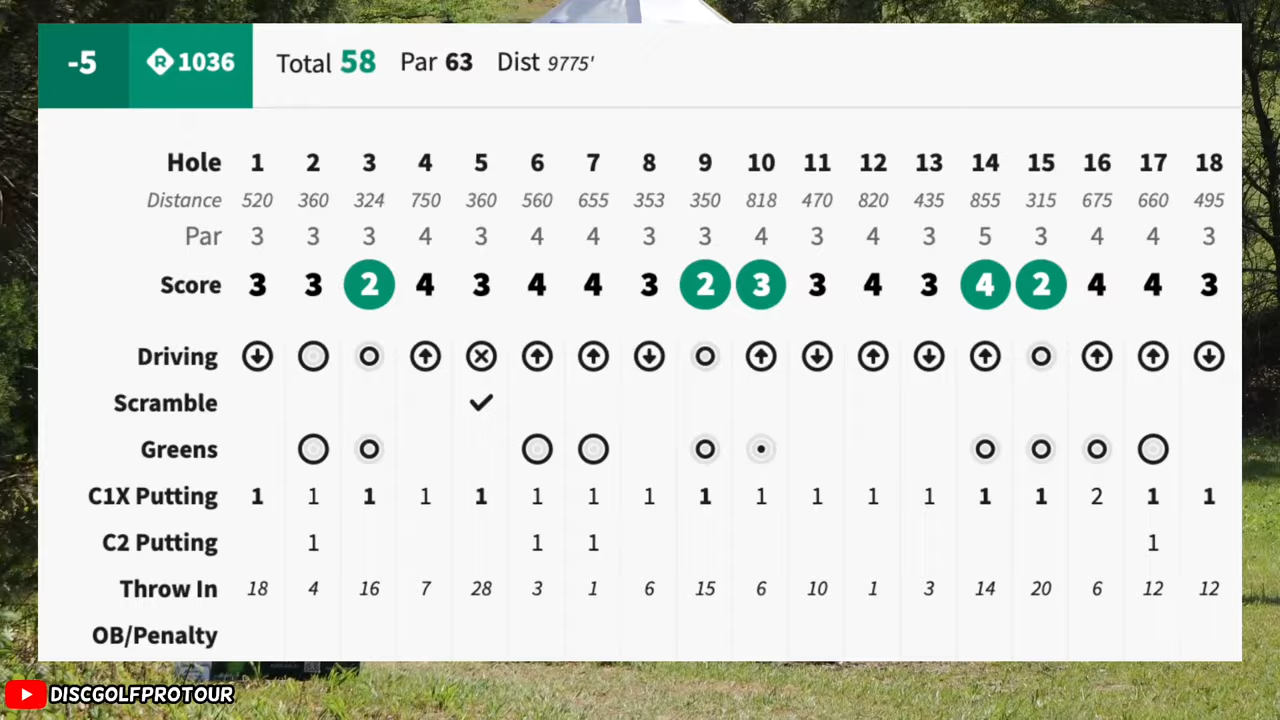 -5 R 1036 Total 58 Par 63 Dist 9775'
Hole 1 2 3 4 5 6 7 8 9 10 11 12 13 14 15 16 17 18
Distance 520 360 324 750 360 560 655 353 350 818 470 820 435 855 315 675 660 495
Par 3 3 3 4 3 4 4 3 3 4 3 4 3 5 3 4 4 3
Score 3 3 2 4 3 4 4 3 2 3 3 4 3 4 2 4 4 3
Driving
Scramble
Greens
C1X Putting 1 1 1 1 1 1 1 1 1 1 1 1 1 1 1 2 1 1
C2 Putting 1 1 1 1
Throw In 18 4 16 7 28 3 1 6 15 6 10 1 3 14 20 6 12 12
OB/Penalty
DISCGOLFPROTOUR